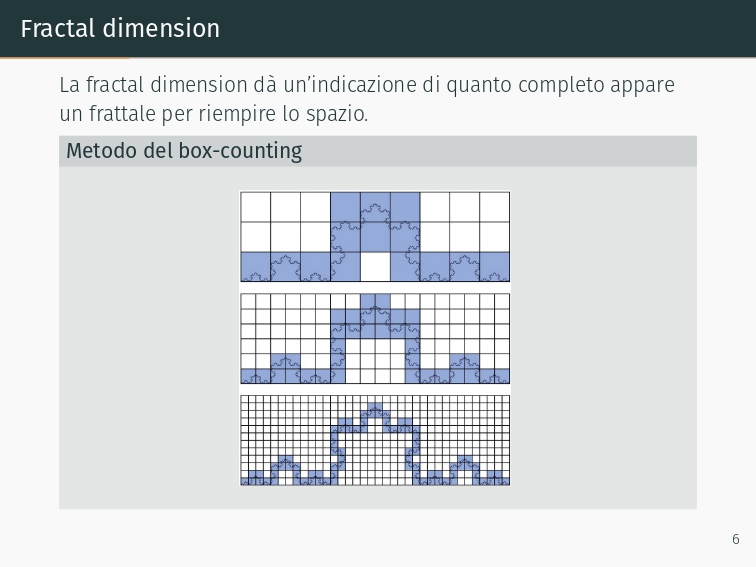 Fractal dimension
La fractal dimension dà un’indicazione di quanto completo appare
un frattale per riempire lo spazio.
Metodo del box-counting
6